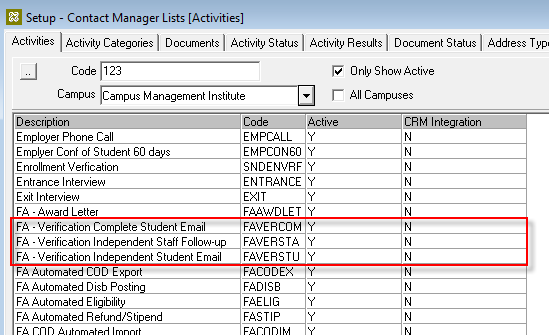 Setup - Contact Manager Lists [Activities]
Activities Activity Categories Documents Activity Status Activity Results Document Status Address Type
.. Code 123 Only Show Active
Campus Campus Management Institute All Campuses
Description Code Active CRM Integration
Employer Phone Call EMPCALL Y N
Emplyer Conf of Student 60 days EMPCON60 Y N
Enrollment Verfication SNDENVRF Y N
Entrance Interview ENTRANCE Y N
Exit Interview EXIT Y N
FA - Award Letter FAAWDLET Y N
FA - Verification Complete Student Email FAVERCOM Y N
FA - Verification Independent Staff Follow-up FAVERSTA Y N
FA - Verification Independent Student Email FAVERSTU Y N
FA Automated COD Export FACODEX Y N
FA Automated Disb Posting FADISB Y N
FA Automated Eligibility FAELIG Y N
FA Automated Refund/Stipend FASTIP Y N
FA COD Automated Import FACODIM Y N